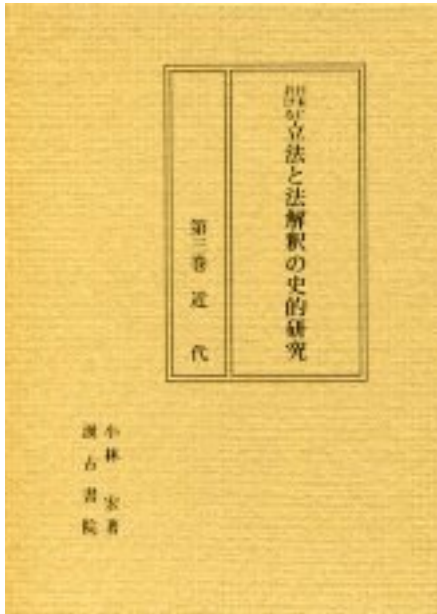 立法と法解釈の史的研究
第三巻 近代
小林 宏著
汲古書院